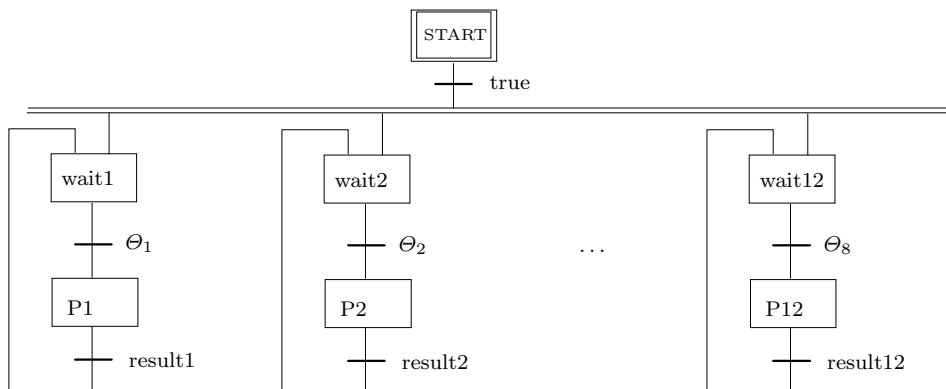 START
true
wait1 wait2 wait12
Θ1 Θ2 ... Θ8
P1 P2 P12
result1 result2 result12